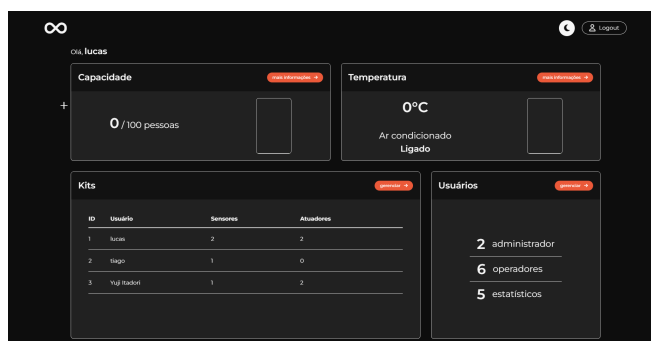 Logout
Olá, lucas
Capacidade
mais informações →
0 / 100 pessoas
Temperatura
mais informações →
0°C
Ar condicionado
Ligado
+
Kits
gerenciar →
ID Usuário Sensores Atuadores
1 lucas 2 2
2 tiago 1 0
3 Yuji Itadori 1 2
Usuários
gerenciar →
2 administrador
6 operadores
5 estatísticos